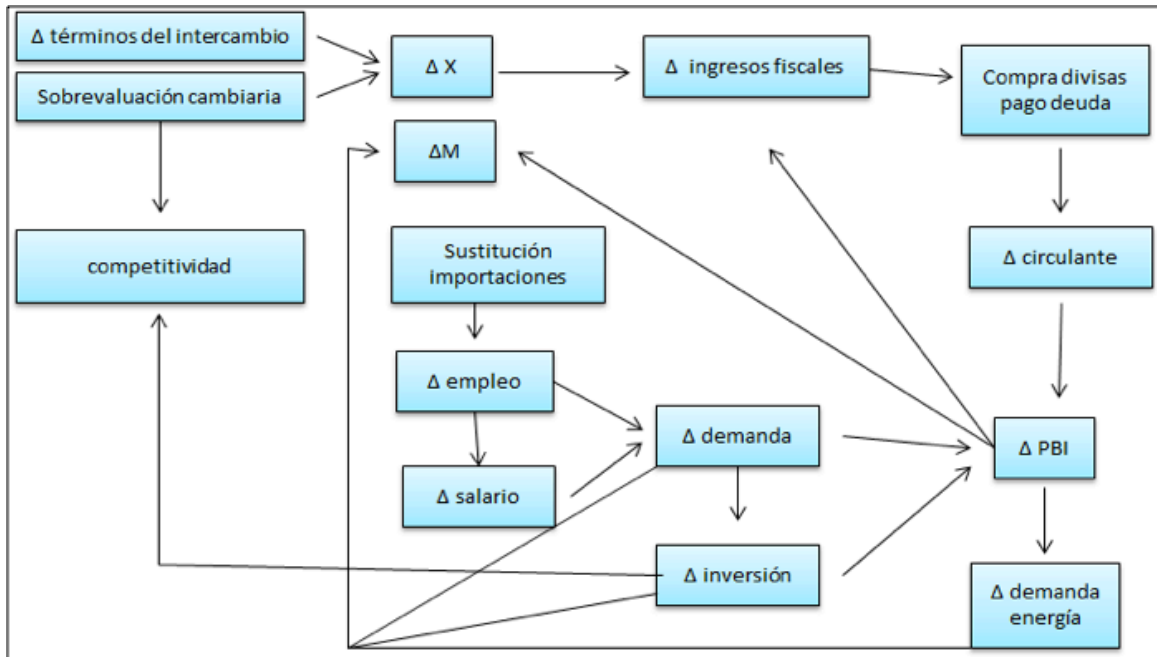 Δ términos del intercambio
Sobrevaluación cambiaria
Δ X
Δ ingresos fiscales
Compra divisas
pago deuda
ΔM
competitividad
Sustitución
importaciones
Δ circulante
Δ empleo
Δ demanda
Δ PBI
Δ salario
Δ inversión
Δ demanda
energía